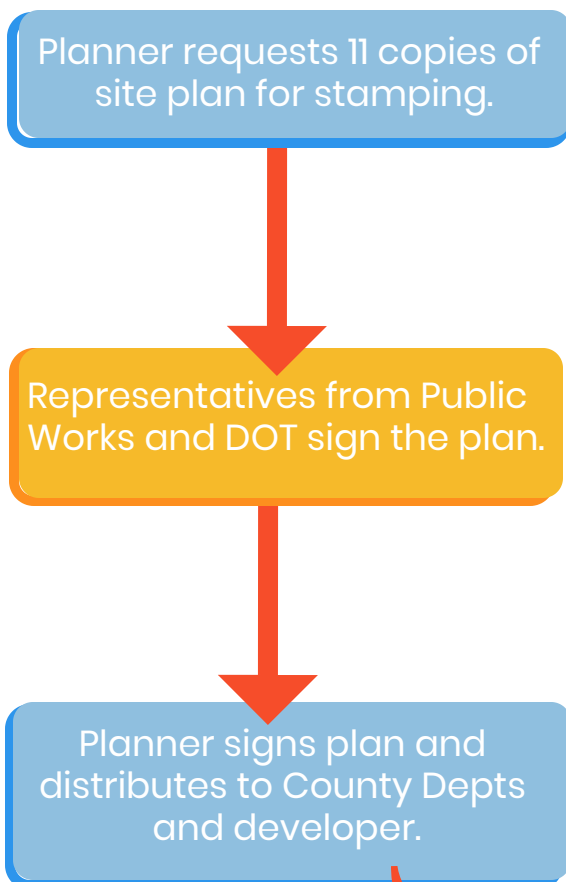 Planner requests 11 copies of
site plan for stamping.
Representatives from Public
Works and DOT sign the plan.
Planner signs plan and
distributes to County Depts
and developer.